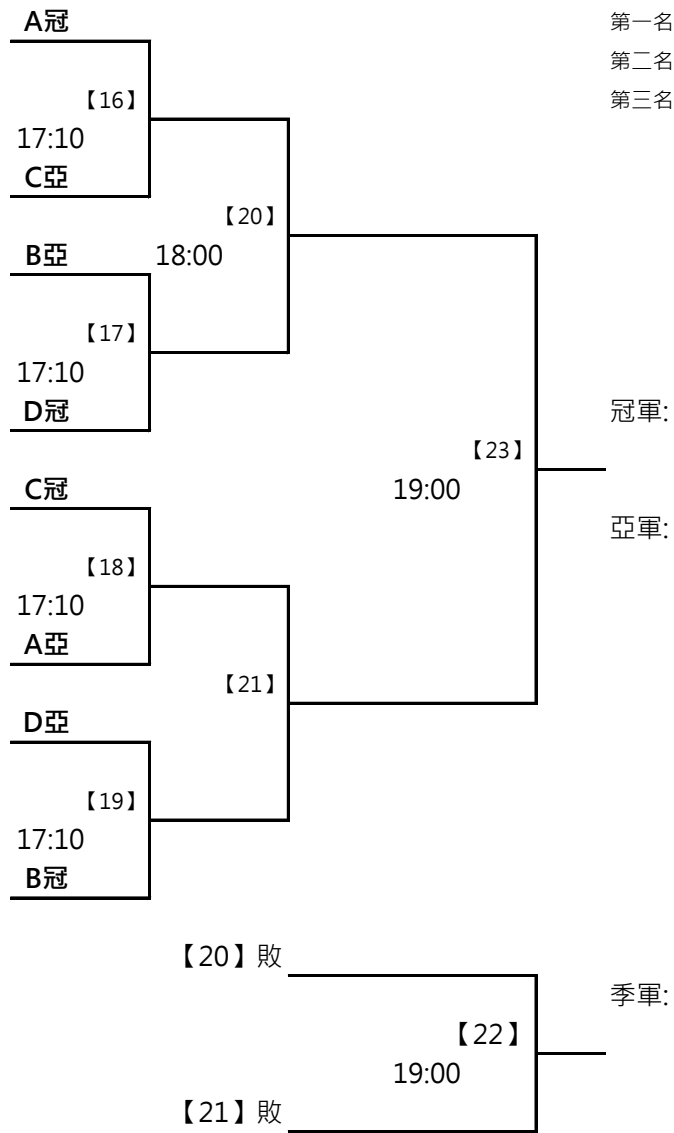 A冠
第一名
第二名
【16】
第三名
17:10
C亞
【20】
B亞
18:00
【17】
17:10
D冠
冠軍:
【23】
C冠
19:00
亞軍:
【18】
17:10
A亞
【21】
D亞
【19】
17:10
B冠
【20】敗
季軍:
【22】
19:00
【21】敗